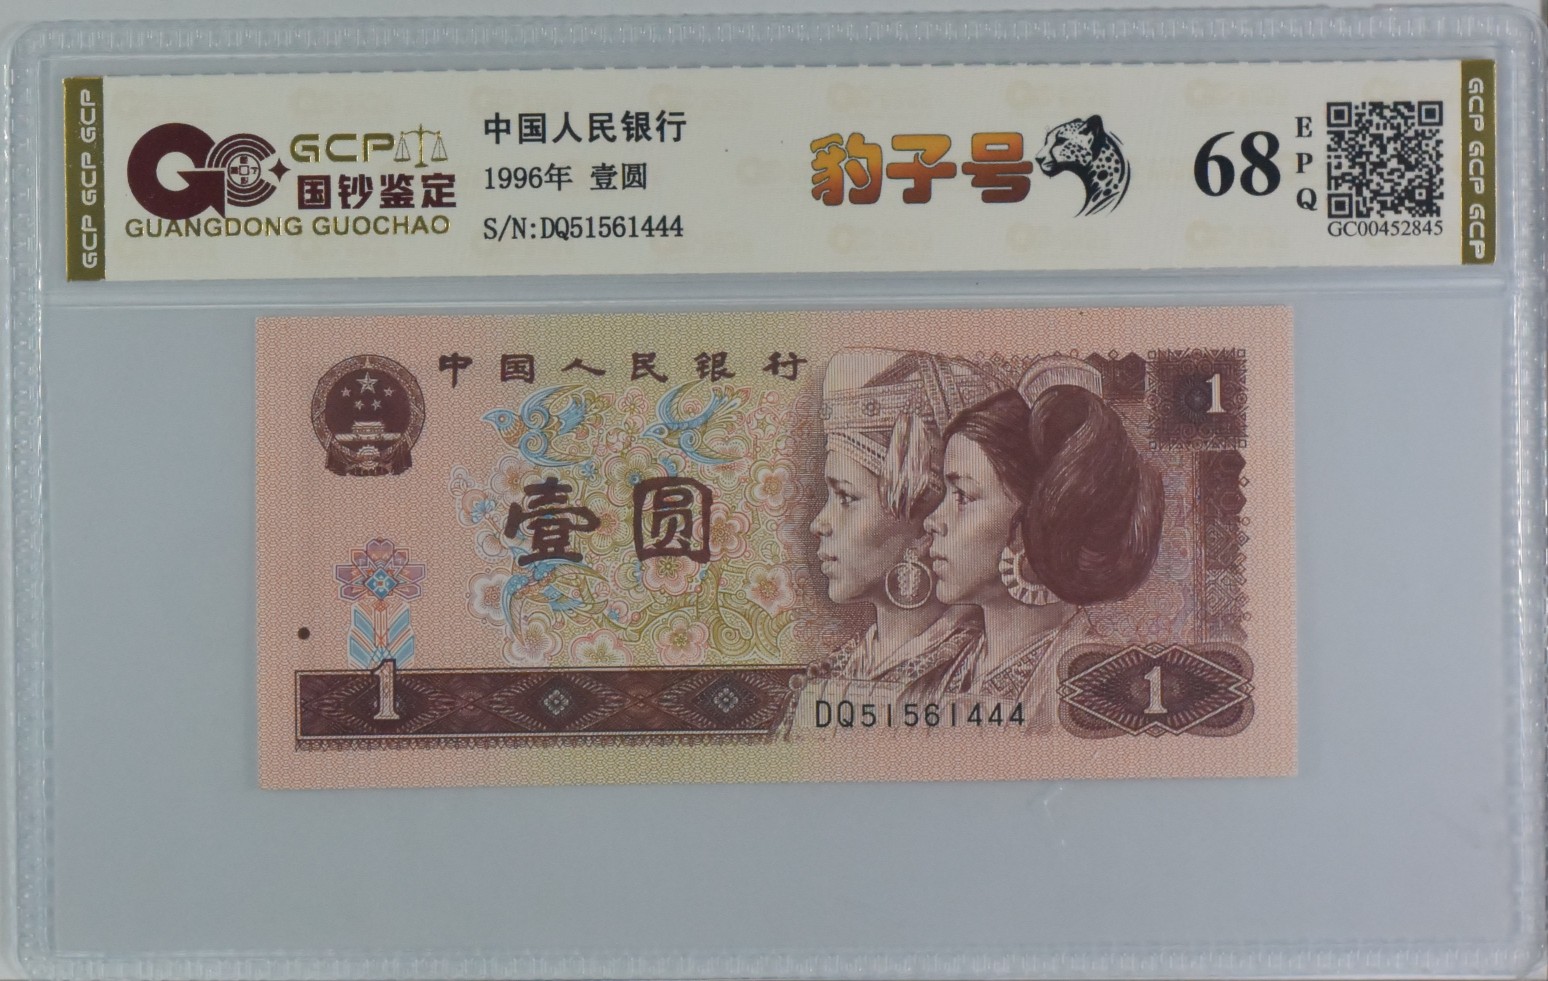 GCP GCP GCP
GCP
国钞鉴定
GUANGDONG GUOCHAO
中国人民银行
1996年 壹圆
S/N:DQ51561444
豹子号
68
EPQ
GC00452845
GCP GCP GCP
中国人民银行
1
壹圆
1
DQ51561444
1